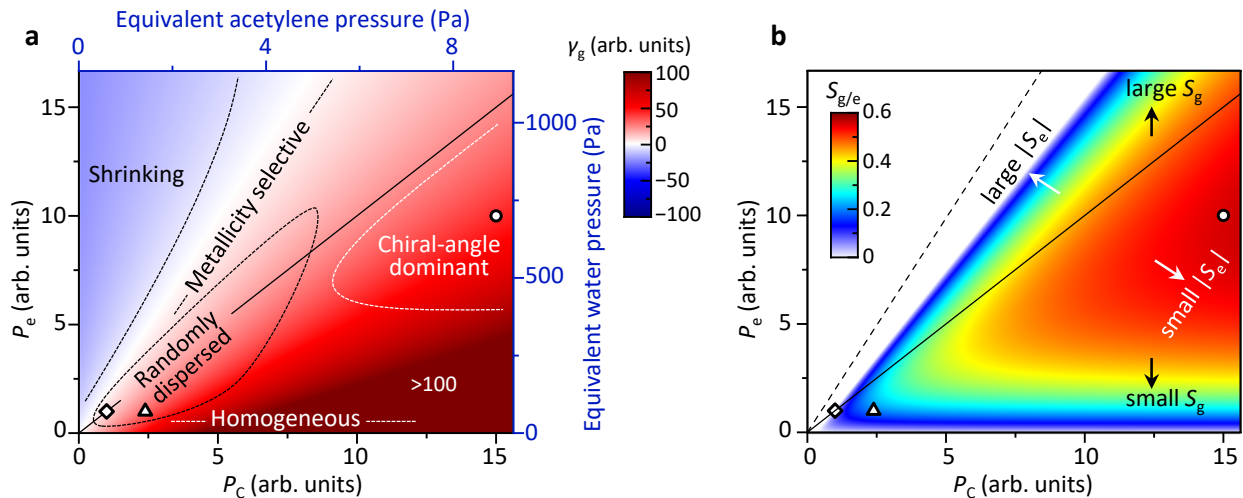 a
Equivalent acetylene pressure (Pa)
0
4
8
γg (arb. units)
100
50
0
−50
−100
15
10
5
0
Pe (arb. units)
Shrinking
Metallicity selective
Randomly
dispersed
Chiral-angle
dominant
>100
Homogeneous
1000
500
0
Equivalent water pressure (Pa)
0
5
10
15
PC (arb. units)
b
Sg/e
0.6
0.4
0.2
0
large Sg
large |Se|
small |Se|
small Sg
15
10
5
0
Pe (arb. units)
0
5
10
15
PC (arb. units)